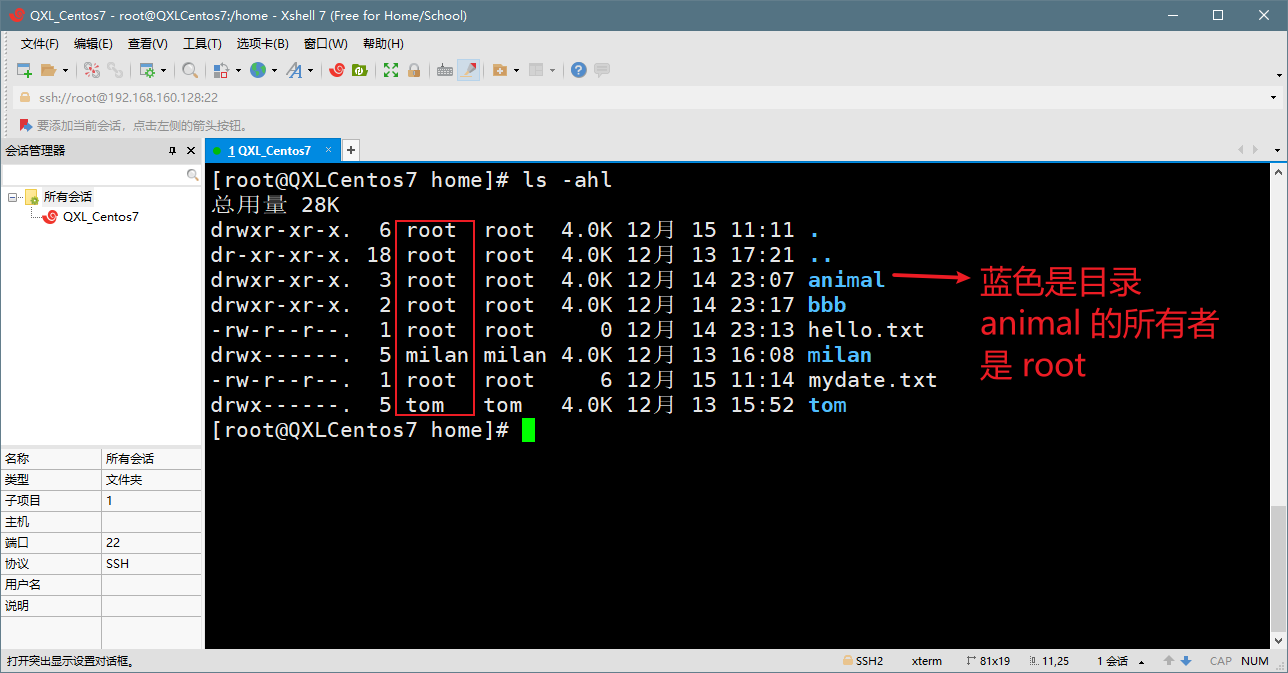 QXL_Centos7 - root@QXLCentos7:/home - Xshell 7 (Free for Home/School)
文件(F) 编辑(E) 查看(V) 工具(T) 选项卡(B) 窗口(W) 帮助(H)
ssh://root@192.168.160.128:22
要添加当前会话，点击左侧的箭头按钮。
会话管理器
1 QXL_Centos7
所有会话
QXL_Centos7
名称 所有会话
类型 文件夹
子项目 1
主机
端口 22
协议 SSH
用户名
说明
[root@QXLCentos7 home]# ls -ahl
总用量 28K
drwxr-xr-x. 6 root root 4.0K 12月 15 11:11 .
dr-xr-xr-x. 18 root root 4.0K 12月 13 17:21 ..
drwxr-xr-x. 3 root root 4.0K 12月 14 23:07 animal
drwxr-xr-x. 2 root root 4.0K 12月 14 23:17 bbb
-rw-r--r--. 1 root root 0 12月 14 23:13 hello.txt
drwx------. 5 milan milan 4.0K 12月 13 16:08 milan
-rw-r--r--. 1 root root 6 12月 15 11:14 mydate.txt
drwx------. 5 tom tom 4.0K 12月 13 15:52 tom
[root@QXLCentos7 home]#
蓝色是目录
animal 的所有者
是 root
打开突出显示设置对话框。 SSH2 xterm 81x19 11,25 1 会话 CAP NUM